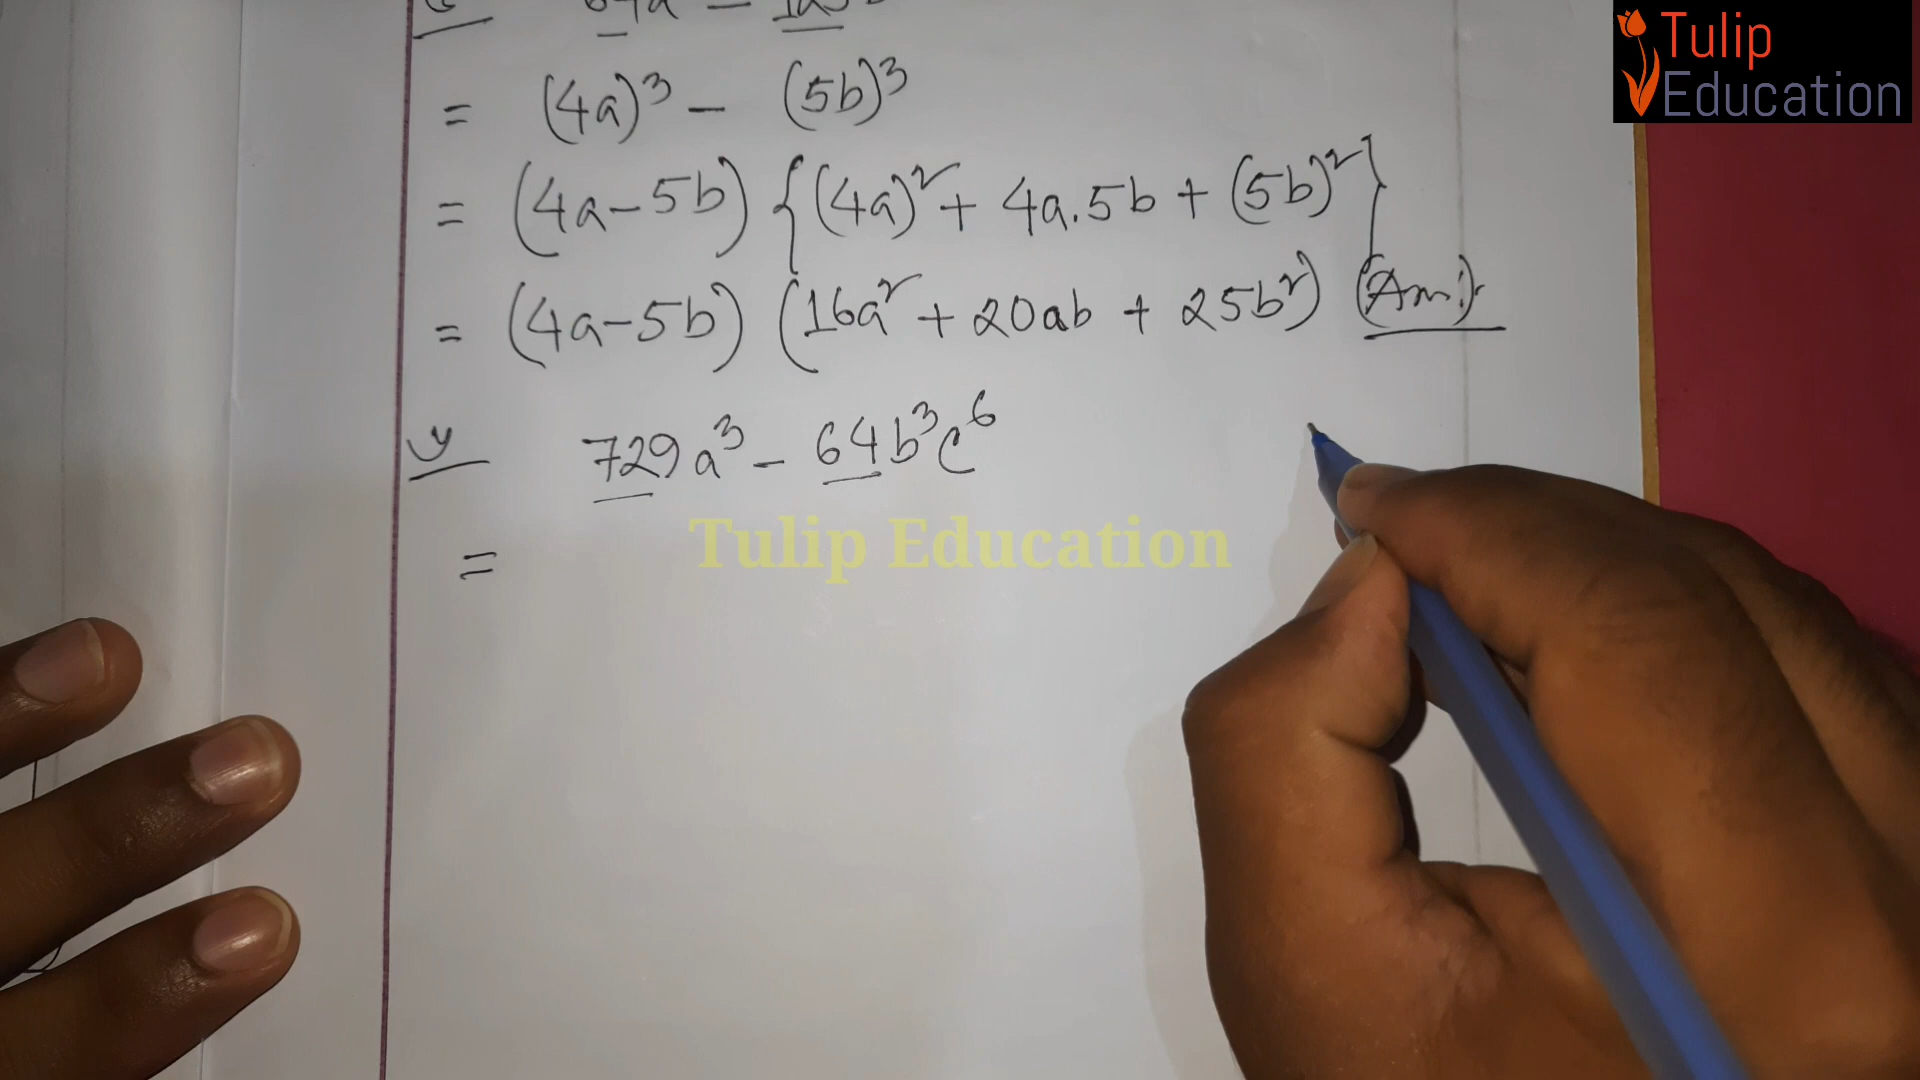 Tulip
Education
= (4a)³ - (5b)³
= (4a-5b) {(4a)² + 4a.5b + (5b)²}
= (4a-5b) (16a² + 20ab + 25b²)
729a³ - 64b³c⁶
Tulip Education
=